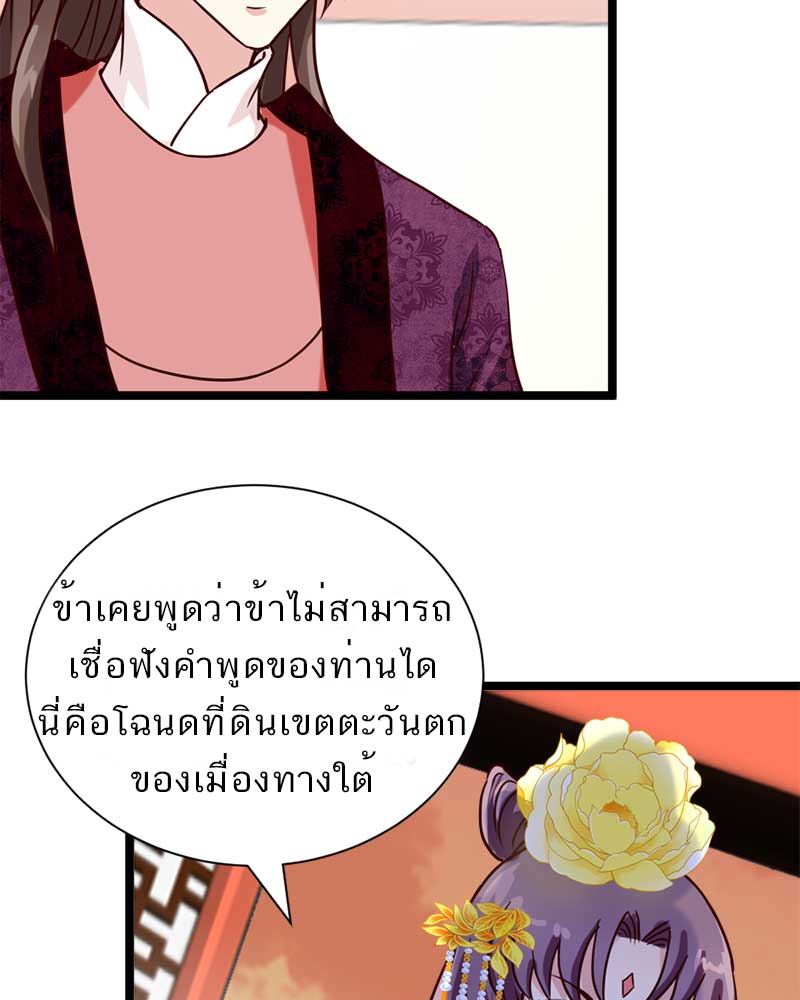 ข้าเคยพูดว่าข้าไม่สามารถ
เชื่อฟังคำพูดของท่านได
นี่คือโฉนดที่ดินเขตตะวันตก
ของเมื่องทางใต้